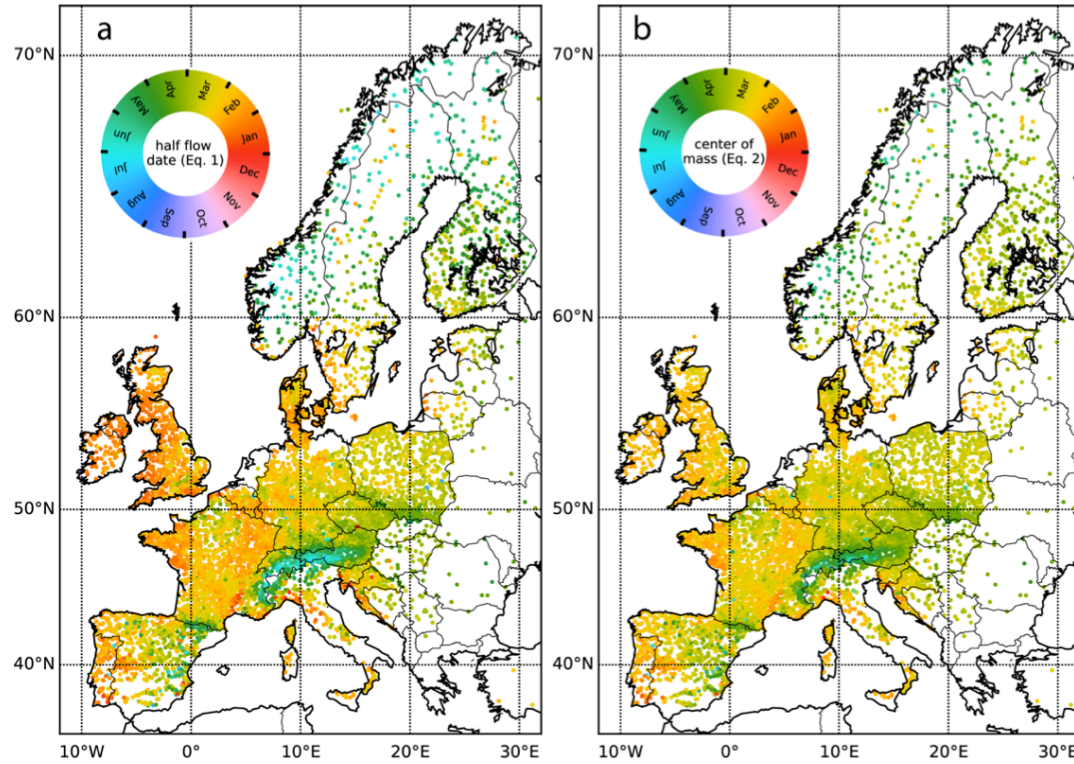 a
b
70°N
60°N
50°N
40°N
10°W
0°
10°E
20°E
30°E
10°W
0°
10°E
20°E
30°E
Jan
Feb
Mar
Apr
May
Jun
Jul
Aug
Sep
Oct
Nov
Dec
half flow
date (Eq. 1)
Jan
Feb
Mar
Apr
May
Jun
Jul
Aug
Sep
Oct
Nov
Dec
center of
mass (Eq. 2)
70°N
60°N
50°N
40°N